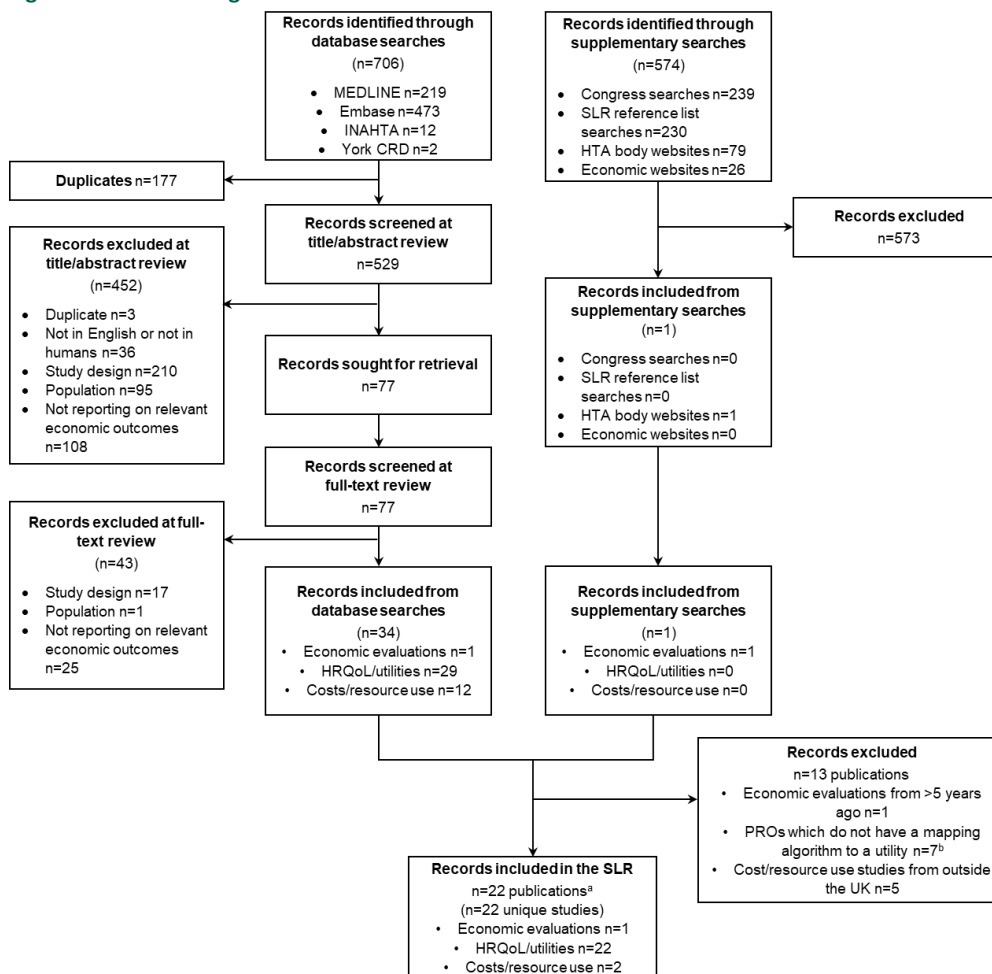 Records identified through
database searches
(n=706)
• MEDLINE n=219
• Embase n=473
• INAHTA n=12
• York CRD n=2
Records identified through
supplementary searches
(n=574)
• Congress searches n=239
• SLR reference list
searches n=230
• HTA body websites n=79
• Economic websites n=26
Duplicates n=177
Records screened at
title/abstract review
n=529
Records excluded
n=573
Records excluded at
title/abstract review
(n=452)
• Duplicate n=3
• Not in English or not in
humans n=36
• Study design n=210
• Population n=95
• Not reporting on relevant
economic outcomes
n=108
Records sought for retrieval
n=77
Records included from
supplementary searches
(n=1)
• Congress searches n=0
• SLR reference list
searches n=0
• HTA body websites n=1
• Economic websites n=0
Records screened at
full-text review
n=77
Records excluded at full-
text review
(n=43)
• Study design n=17
• Population n=1
• Not reporting on relevant
economic outcomes
n=25
Records included from
database searches
(n=34)
• Economic evaluations n=1
• HRQoL/utilities n=29
• Costs/resource use n=12
Records included from
supplementary searches
(n=1)
• Economic evaluations n=1
• HRQoL/utilities n=0
• Costs/resource use n=0
Records excluded
n=13 publications
• Economic evaluations from >5 years
ago n=1
• PROs which do not have a mapping
algorithm to a utility n=7ᵇ
• Cost/resource use studies from outside
the UK n=5
Records included in the SLR
n=22 publicationsᵃ
(n=22 unique studies)
• Economic evaluations n=1
• HRQoL/utilities n=22
• Costs/resource use n=2